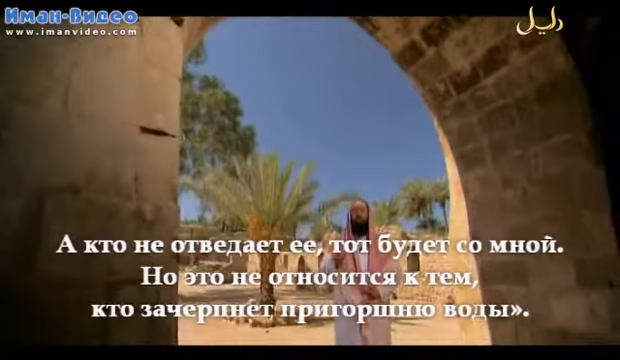 Иман-Видео
www.imanvideo.com
دليل
А кто не отведает ее, тот будет со мной.
Но это не относится к тем,
кто зачерпнет пригоршню воды».